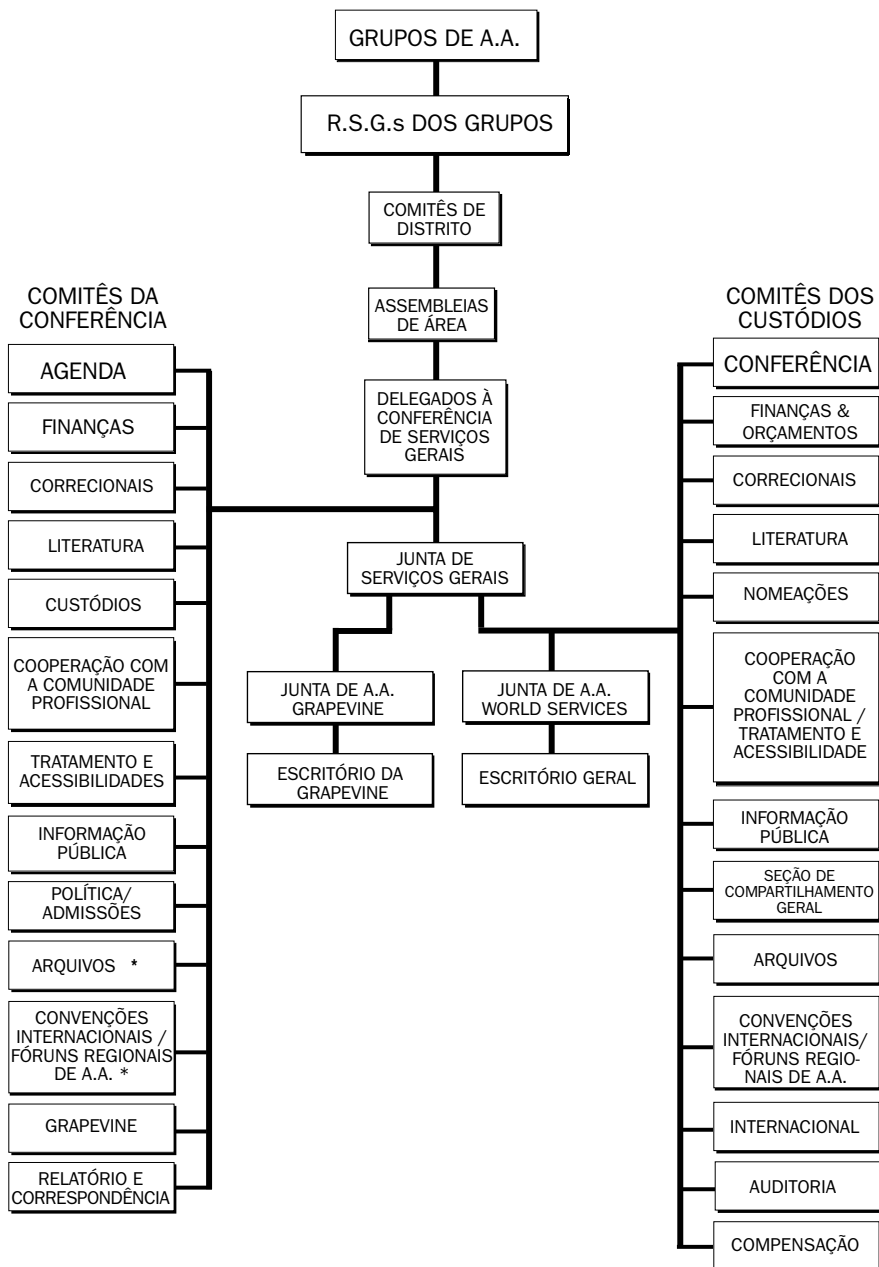 GRUPOS DE A.A.
R.S.G.s DOS GRUPOS
COMITÊS DE
DISTRITO
ASSEMBLEIAS
DE ÁREA
DELEGADOS À
CONFERÊNCIA
DE SERVIÇOS
GERAIS
JUNTA DE
SERVIÇOS GERAIS
JUNTA DE A.A.
GRAPEVINE
ESCRITÓRIO DA
GRAPEVINE
JUNTA DE A.A.
WORLD SERVICES
ESCRITÓRIO GERAL
COMITÊS DA
CONFERÊNCIA
AGENDA
FINANÇAS
CORRECIONAIS
LITERATURA
CUSTÓDIOS
COOPERAÇÃO COM
A COMUNIDADE
PROFISSIONAL
TRATAMENTO E
ACESSIBILIDADES
INFORMAÇÃO
PÚBLICA
POLÍTICA/
ADMISSÕES
ARQUIVOS *
CONVENÇÕES
INTERNACIONAIS /
FÓRUNS REGIONAIS
DE A.A. *
GRAPEVINE
RELATÓRIO E
CORRESPONDÊNCIA
COMITÊS DOS
CUSTÓDIOS
CONFERÊNCIA
FINANÇAS &
ORÇAMENTOS
CORRECIONAIS
LITERATURA
NOMEAÇÕES
COOPERAÇÃO
COM A
COMUNIDADE
PROFISSIONAL /
TRATAMENTO E
ACESSIBILIDADE
INFORMAÇÃO
PÚBLICA
SEÇÃO DE
COMPARTILHAMENTO
GERAL
ARQUIVOS
CONVENÇÕES
INTERNACIONAIS/
FÓRUNS REGIO-
NAIS DE A.A.
INTERNACIONAL
AUDITORIA
COMPENSAÇÃO